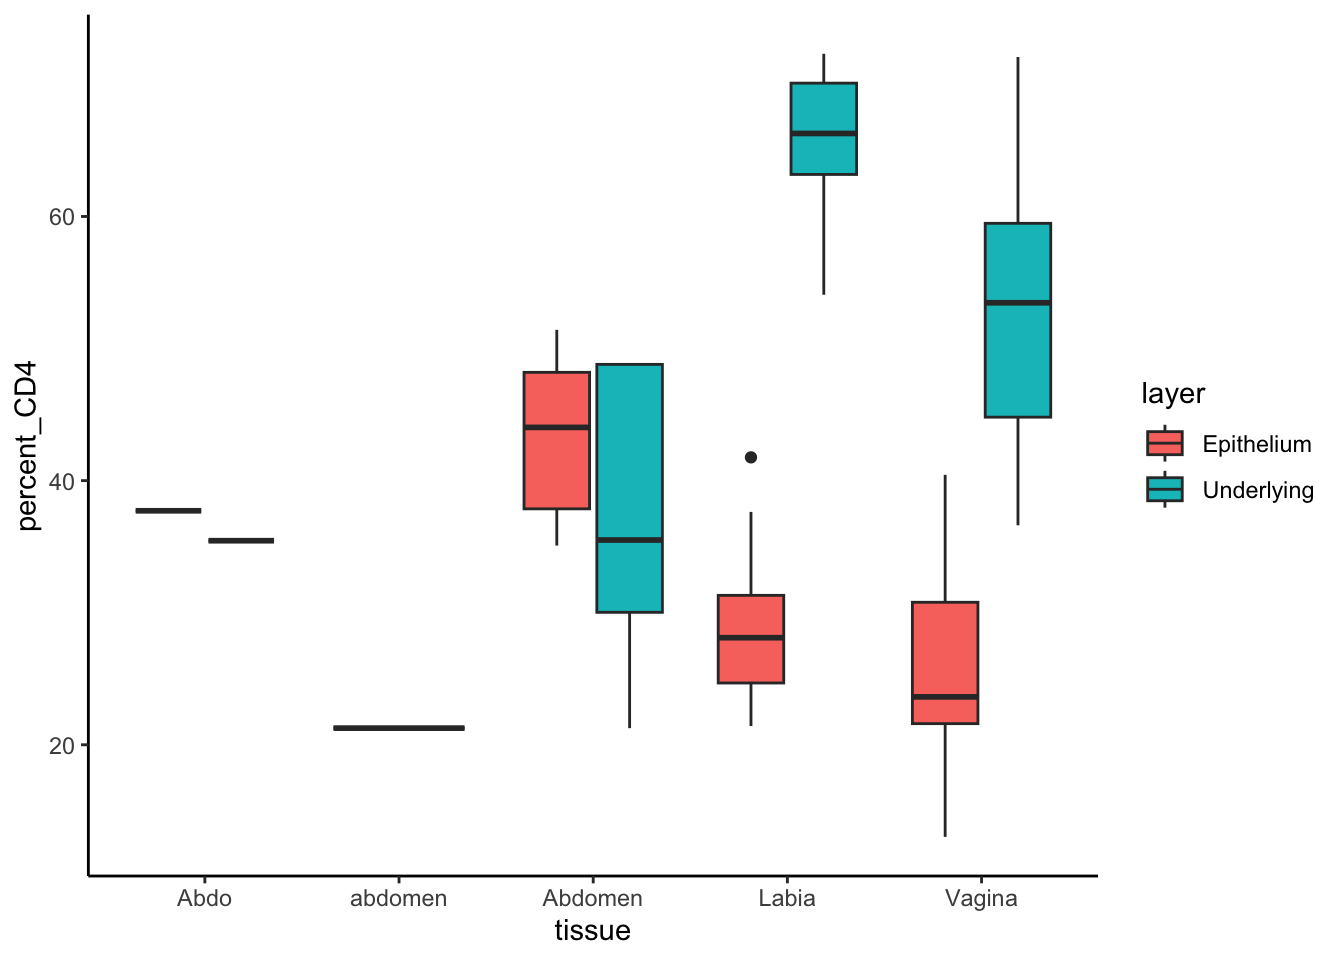 percent_CD4
60
40
20
Abdo
abdomen
Abdomen
Labia
Vagina
tissue
layer
Epithelium
Underlying